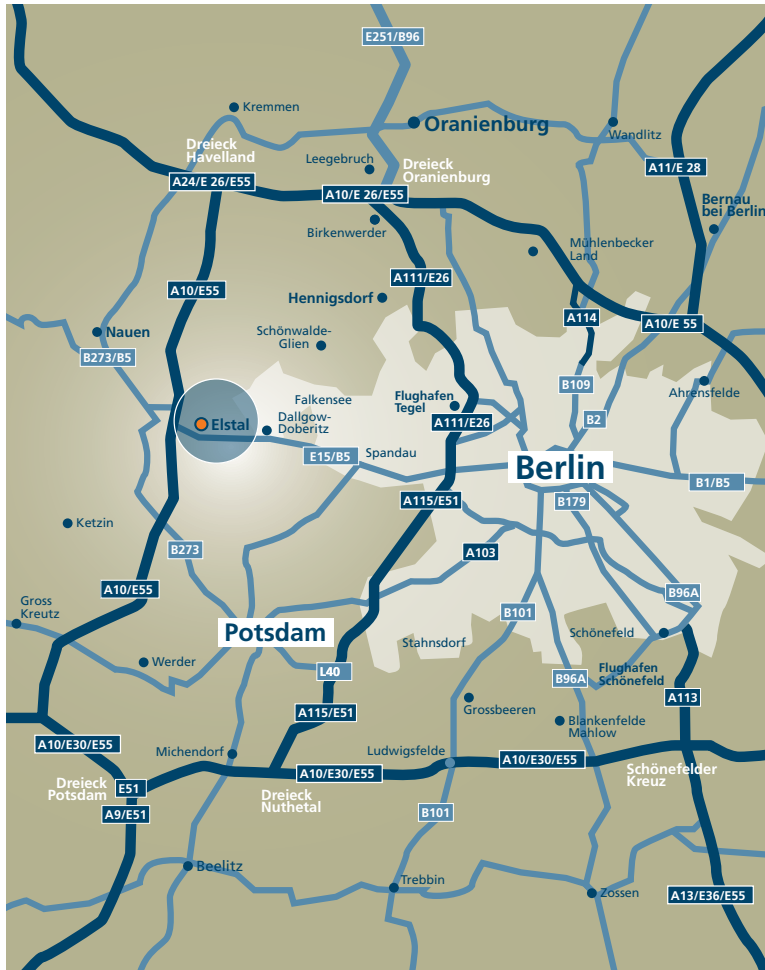 E251/B96
Kremmen
Oranienburg
Wandlitz
Dreieck
Havelland
Leegebruch
Dreieck
Oranienburg
A11/E 28
A24/E 26/E55
A10/E 26/E55
Bernau
bei Berlin
Birkenwerder
Mühlenbecker
Land
A111/E26
A10/E55
Hennigsdorf
A114
A10/E 55
Nauen
Schönwalde-
Glien
B273/B5
B109
Ahrensfelde
Falkensee
Flughafen
Tegel
Elstal
Dallgow-
Doberitz
A111/E26
B2
E15/B5
Spandau
Berlin
B1/B5
A115/E51
B179
Ketzin
B273
A103
A10/E55
B96A
Gross
Kreutz
B101
Potsdam
Stahnsdorf
Schönefeld
Werder
L40
Flughafen
Schönefeld
B96A
A113
Grossbeeren
A115/E51
Blankenfelde
Mahlow
A10/E30/E55
Michendorf
Ludwigsfelde
A10/E30/E55
Dreieck
Potsdam
E51
A10/E30/E55
Schönefelder
Kreuz
Dreieck
Nuthetal
A9/E51
B101
Beelitz
Trebbin
Zossen
A13/E36/E55